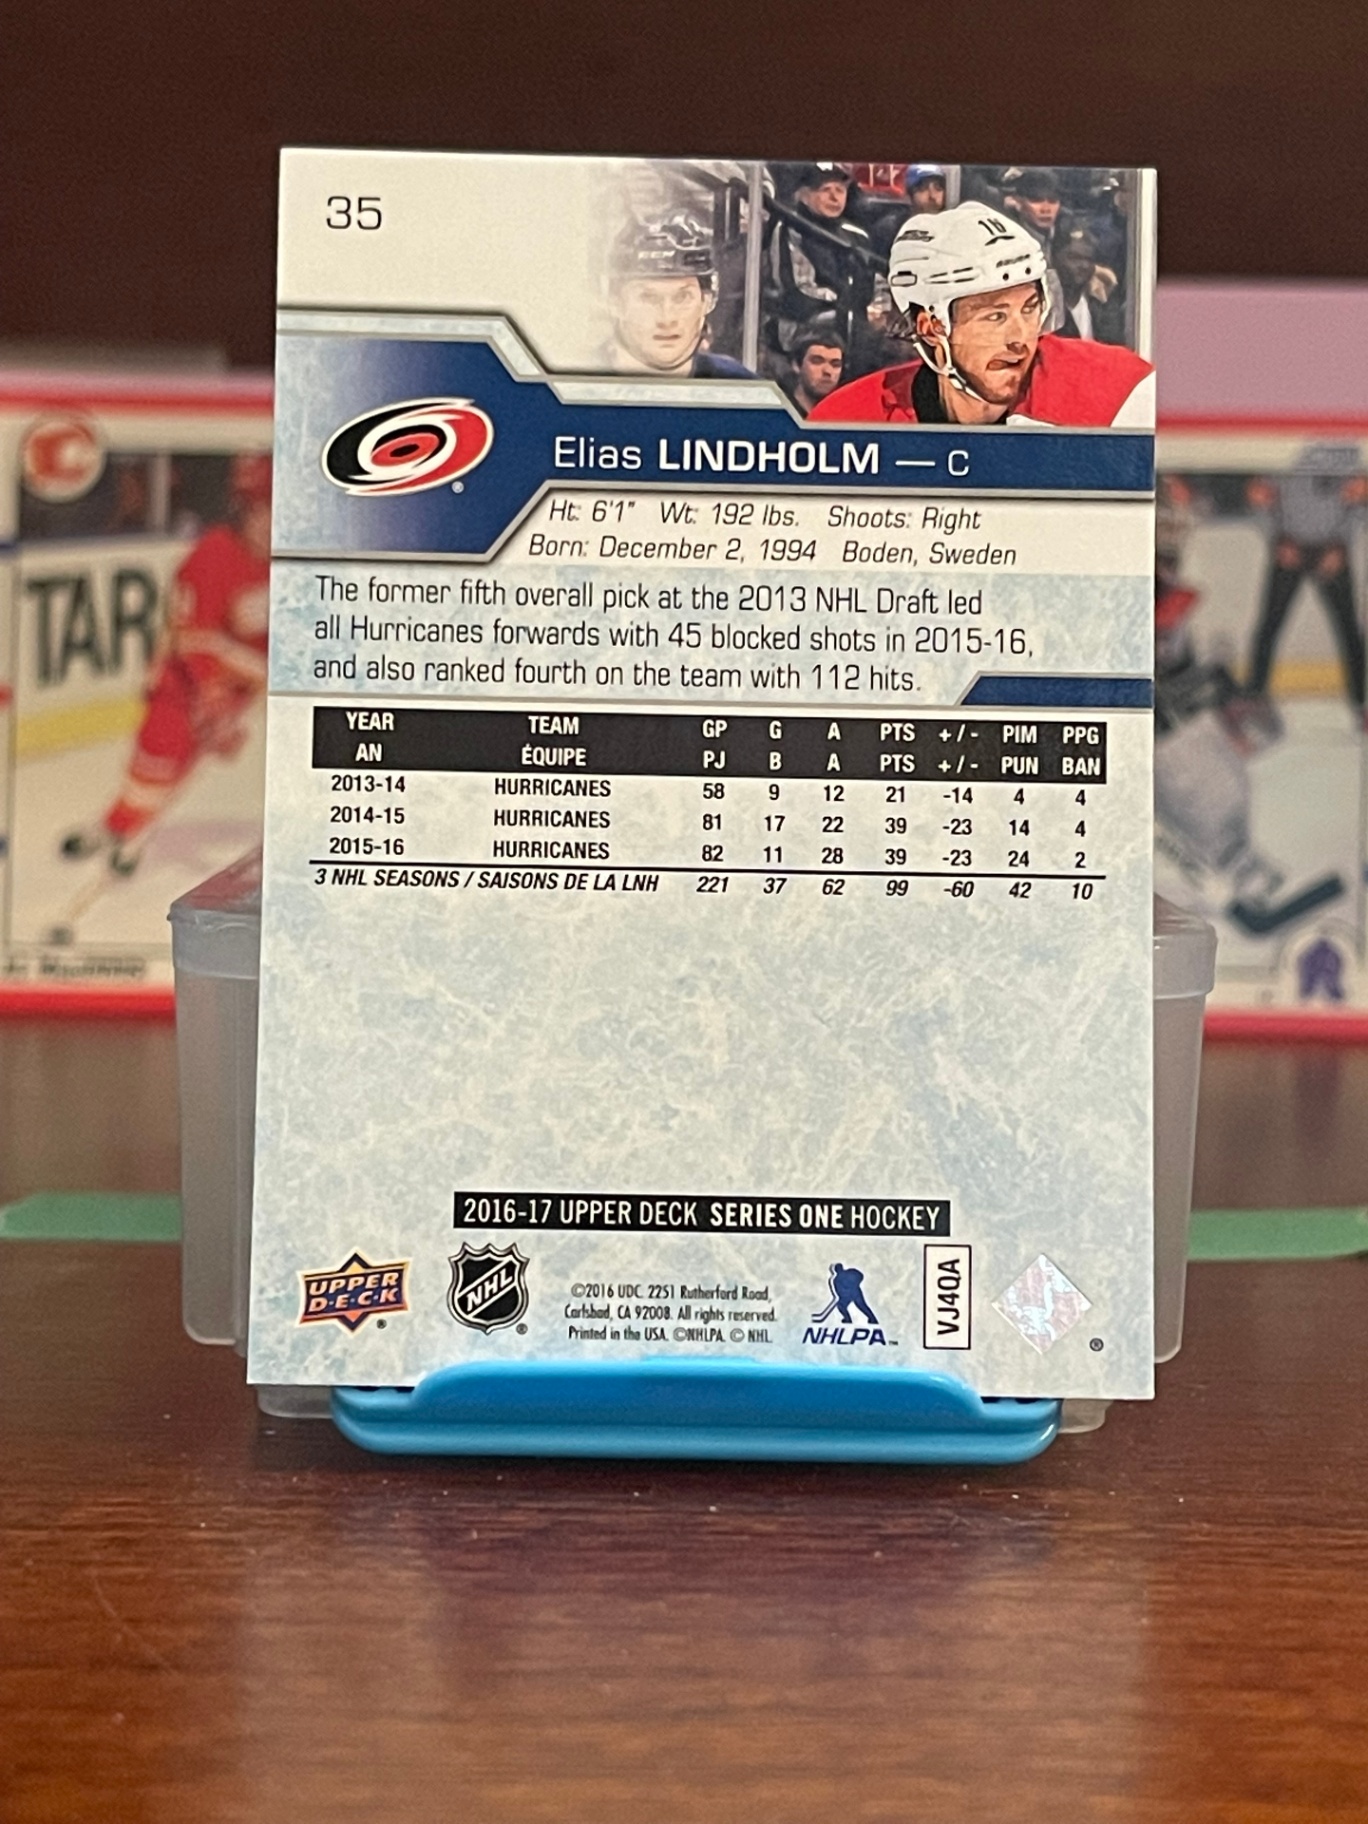 35
16
CCM
Elias LINDHOLM — C
Ht: 6'1" Wt: 192 lbs. Shoots: Right
Born: December 2, 1994 Boden, Sweden
The former fifth overall pick at the 2013 NHL Draft led
all Hurricanes forwards with 45 blocked shots in 2015-16,
and also ranked fourth on the team with 112 hits.
YEAR TEAM GP G A PTS +/- PIM PPG
AN ÉQUIPE PJ B A PTS +/- PUN BAN
2013-14 HURRICANES 58 9 12 21 -14 4 4
2014-15 HURRICANES 81 17 22 39 -23 14 4
2015-16 HURRICANES 82 11 28 39 -23 24 2
3 NHL SEASONS / SAISONS DE LA LNH 221 37 62 99 -60 42 10
TAR
2016-17 UPPER DECK SERIES ONE HOCKEY
UPPER
D·E·C·K
®
NHL
®
©2016 UDC. 2251 Rutherford Road,
Carlsbad, CA 92008. All rights reserved.
Printed in the USA. ©NHLPA. © NHL.
NHLPA™
VJ4QA
®